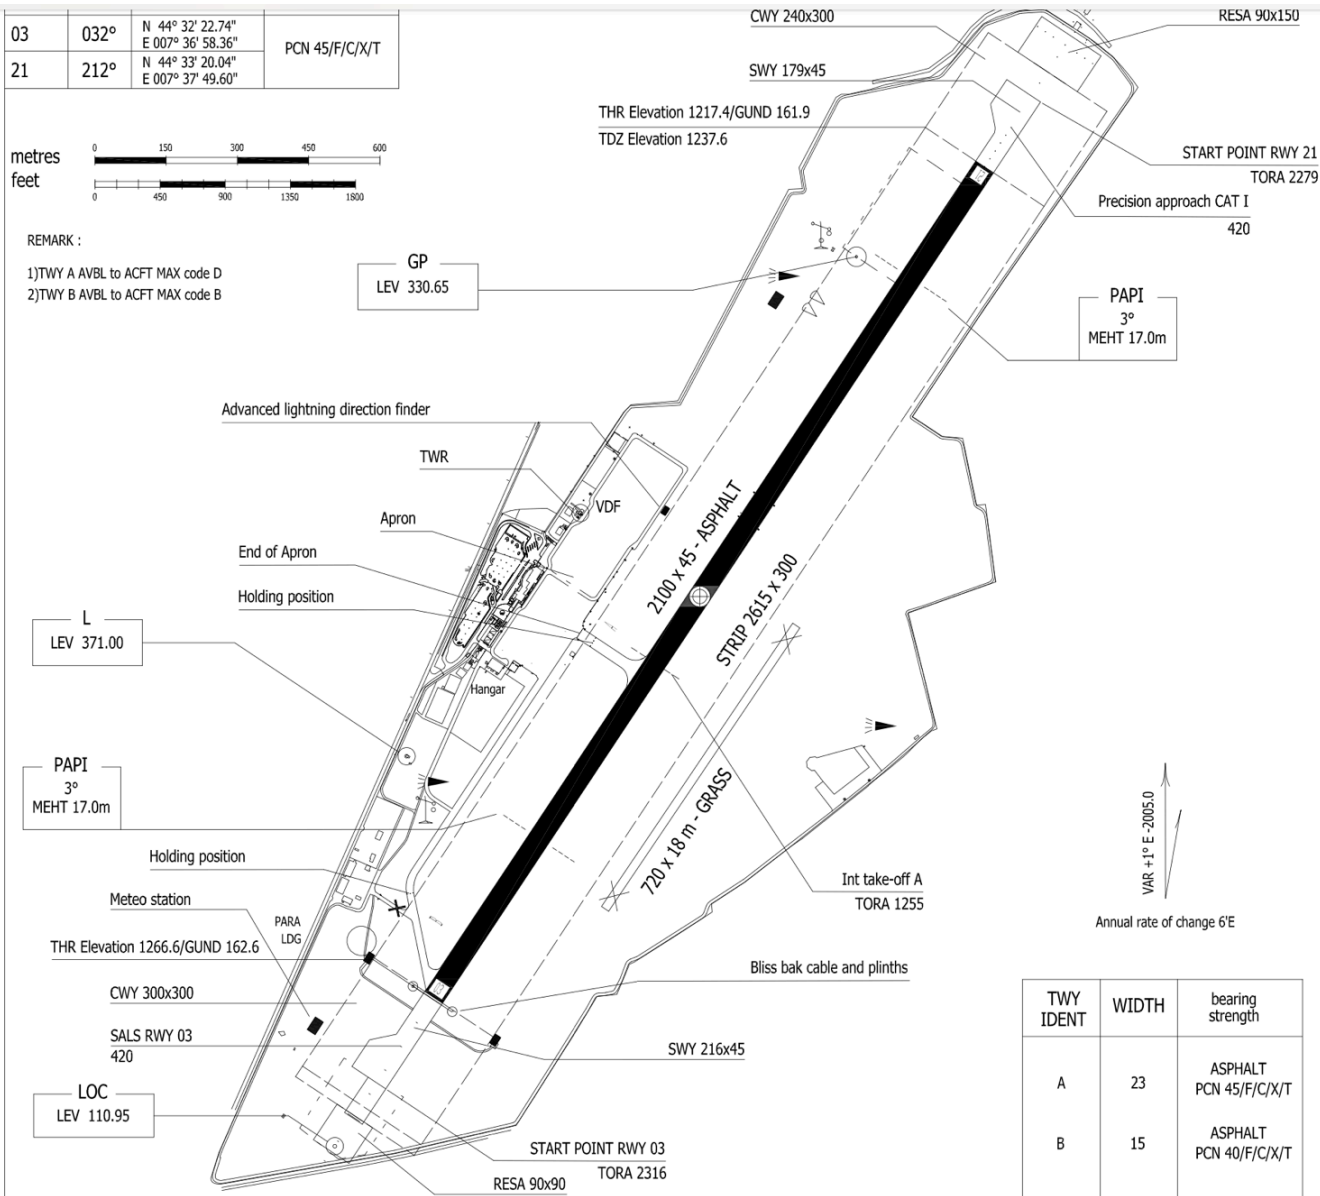 03 032° N 44° 32' 22.74"
E 007° 36' 58.36"
PCN 45/F/C/X/T
21 212° N 44° 33' 20.04"
E 007° 37' 49.60"
CWY 240x300
RESA 90x150
SWY 179x45
THR Elevation 1217.4/GUND 161.9
TDZ Elevation 1237.6
START POINT RWY 21
TORA 2279
Precision approach CAT I
420
metres
0 150 300 450 600
feet
0 450 900 1350 1800
REMARK :
1)TWY A AVBL to ACFT MAX code D
2)TWY B AVBL to ACFT MAX code B
GP
LEV 330.65
PAPI
3°
MEHT 17.0m
Advanced lightning direction finder
TWR
VDF
Apron
End of Apron
Holding position
2100 x 45 - ASPHALT
STRIP 2615 x 300
L
LEV 371.00
Hangar
PAPI
3°
MEHT 17.0m
720 x 18 m - GRASS
VAR +1° E -2005.0
Annual rate of change 6'E
Int take-off A
TORA 1255
Holding position
Meteo station
PARA
LDG
THR Elevation 1266.6/GUND 162.6
Bliss bak cable and plinths
CWY 300x300
SALS RWY 03
420
SWY 216x45
LOC
LEV 110.95
START POINT RWY 03
TORA 2316
RESA 90x90
TWY
IDENT
WIDTH
bearing
strength
A 23 ASPHALT
PCN 45/F/C/X/T
B 15 ASPHALT
PCN 40/F/C/X/T